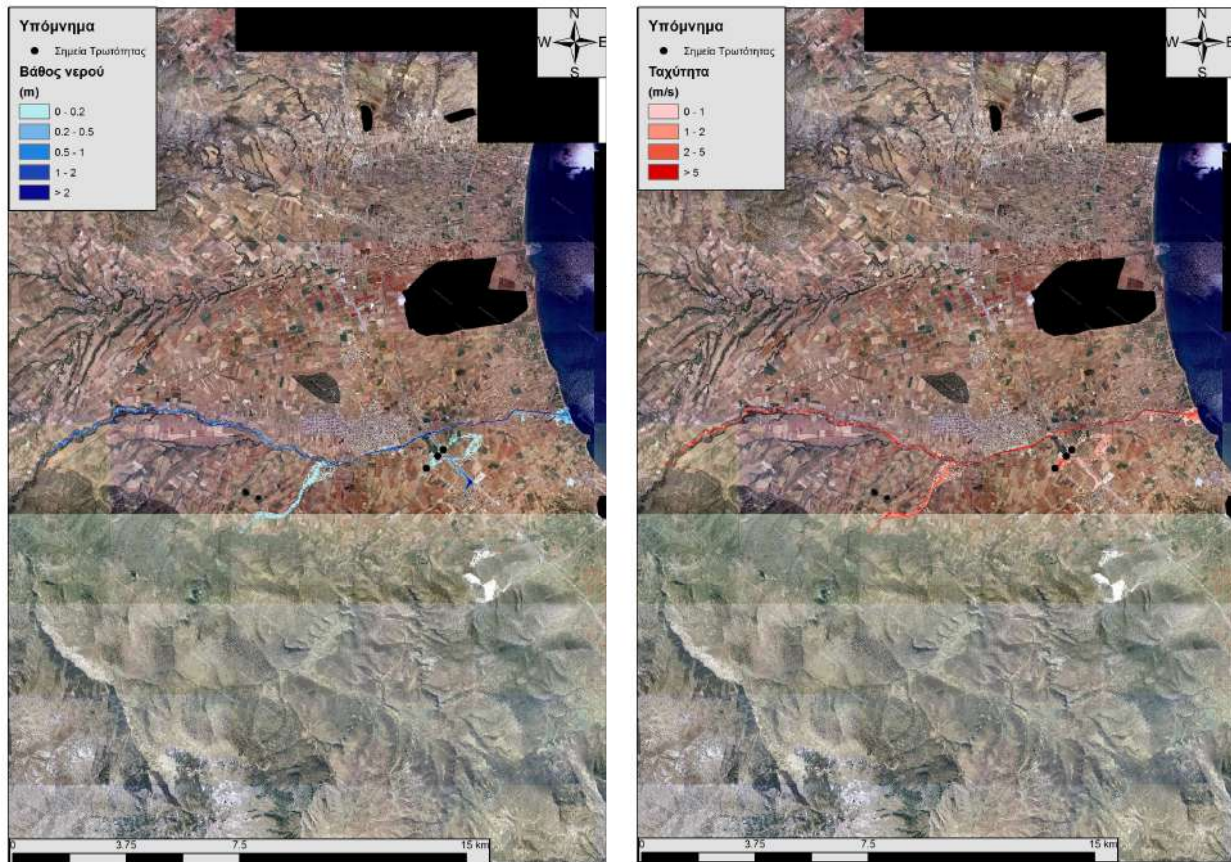 Υπόμνημα
Σημεία Τρωτότητας
Βάθος νερού
(m)
0 - 0.2
0.2 - 0.5
0.5 - 1
1 - 2
> 2
N
W E
S
0 3.75 7.5 15 km
Υπόμνημα
Σημεία Τρωτότητας
Ταχύτητα
(m/s)
0 - 1
1 - 2
2 - 5
> 5
N
W E
S
0 3.75 7.5 15 km